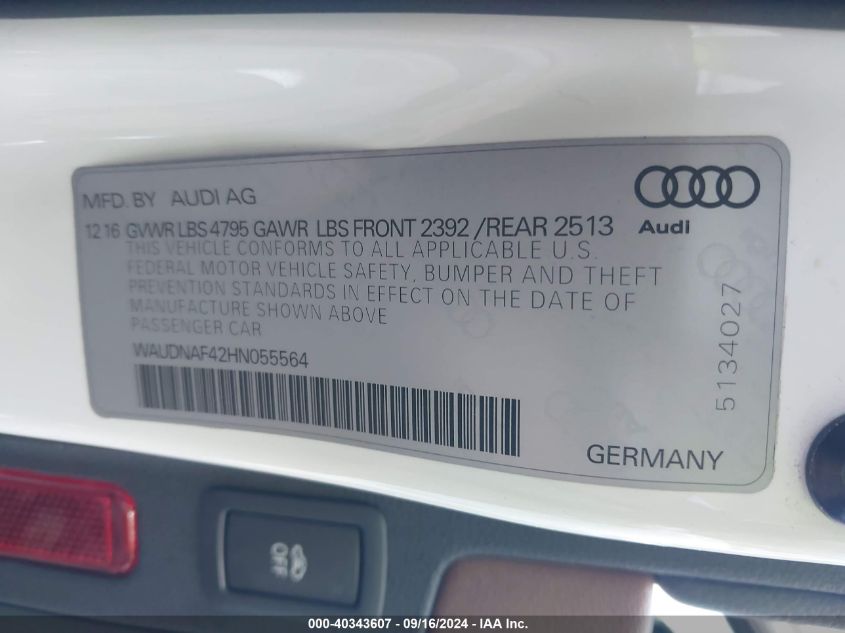 MFD. BY AUDI AG
12 16 GVWR LBS 4795 GAWR LBS FRONT 2392 /REAR 2513
Audi
THIS VEHICLE CONFORMS TO ALL APPLICABLE U.S.
FEDERAL MOTOR VEHICLE SAFETY, BUMPER AND THEFT
PREVENTION STANDARDS IN EFFECT ON THE DATE OF
MANUFACTURE SHOWN ABOVE
PASSENGER CAR
WAUDNAF42HN055564
5134027
GERMANY
OFF
000-40343607 - 09/16/2024 - IAA Inc.